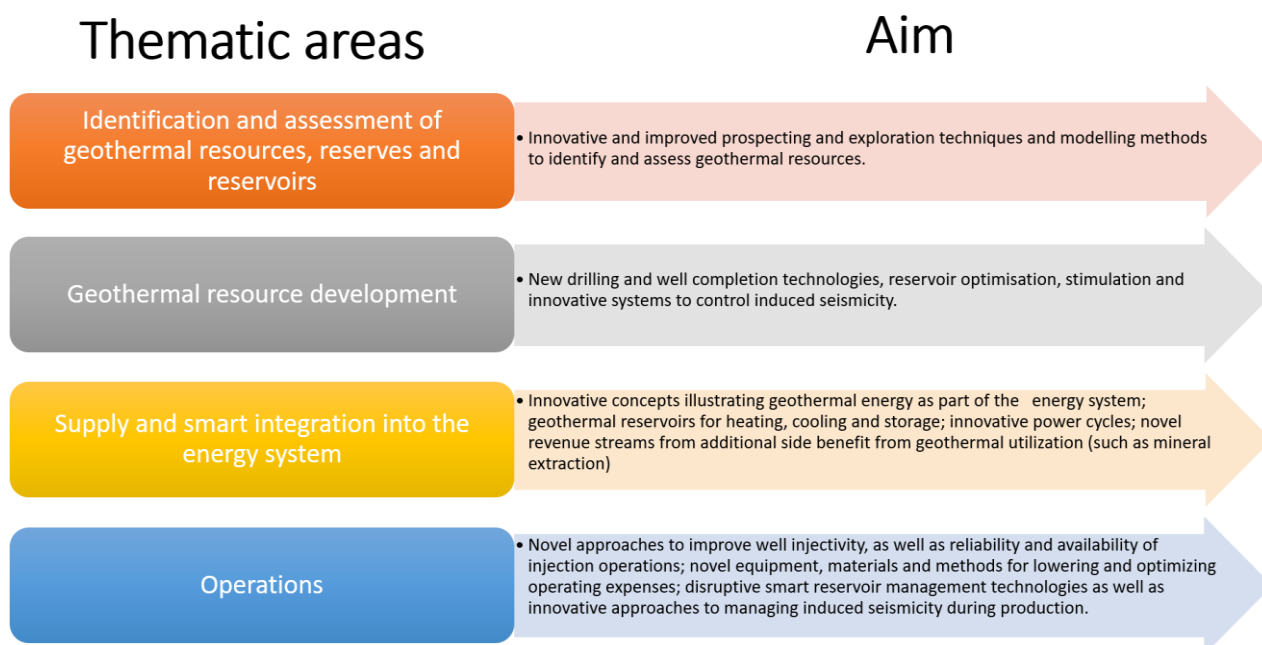 Thematic areas
Aim
Identification and assessment of
geothermal resources, reserves and
reservoirs
• Innovative and improved prospecting and exploration techniques and modelling methods
to identify and assess geothermal resources.
Geothermal resource development
• New drilling and well completion technologies, reservoir optimisation, stimulation and
innovative systems to control induced seismicity.
Supply and smart integration into the
energy system
• Innovative concepts illustrating geothermal energy as part of the energy system;
geothermal reservoirs for heating, cooling and storage; innovative power cycles; novel
revenue streams from additional side benefit from geothermal utilization (such as mineral
extraction)
Operations
• Novel approaches to improve well injectivity, as well as reliability and availability of
injection operations; novel equipment, materials and methods for lowering and optimizing
operating expenses; disruptive smart reservoir management technologies as well as
innovative approaches to managing induced seismicity during production.